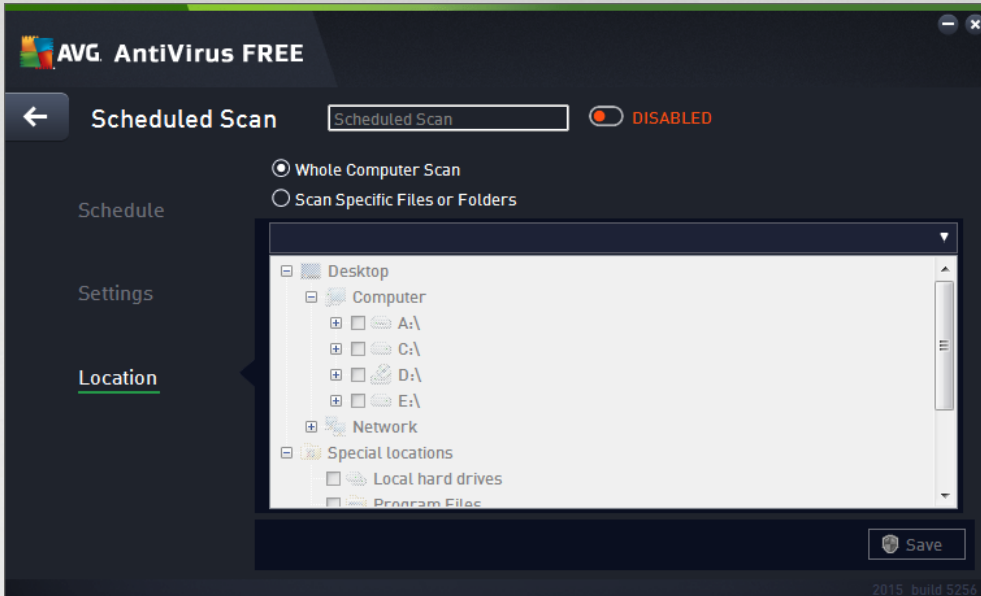 AVG. AntiVirus FREE
Scheduled Scan
Scheduled Scan
DISABLED
Whole Computer Scan
Scan Specific Files or Folders
Schedule
Settings
Location
Desktop
Computer
A:\
C:\
D:\
E:\
Network
Special locations
Local hard drives
Program Files
Save
2015 build 5256